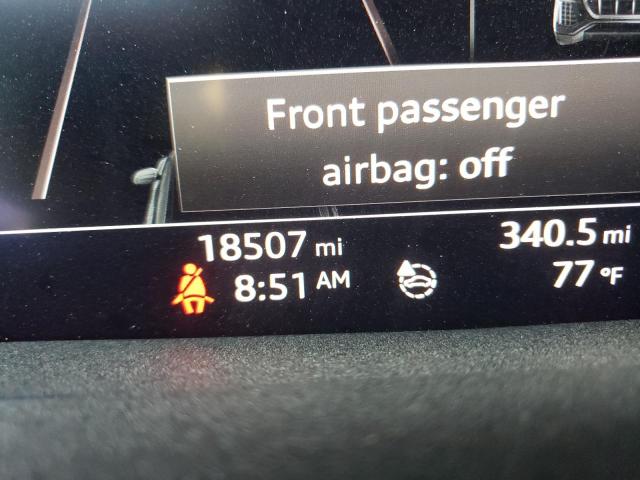 Front passenger
airbag: off
18507 mi
340.5 mi
8:51 AM
77 °F